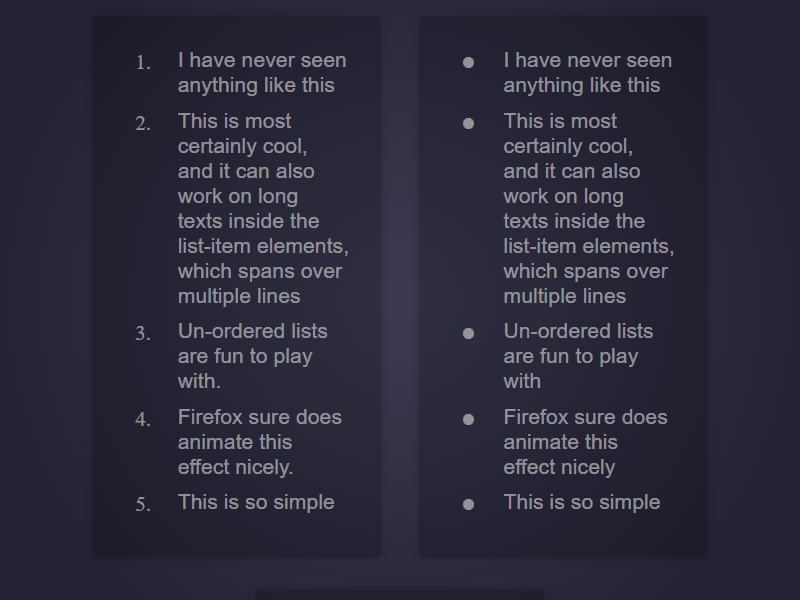 1. I have never seen
anything like this
2. This is most
certainly cool,
and it can also
work on long
texts inside the
list-item elements,
which spans over
multiple lines
3. Un-ordered lists
are fun to play
with.
4. Firefox sure does
animate this
effect nicely.
5. This is so simple
● I have never seen
anything like this
● This is most
certainly cool,
and it can also
work on long
texts inside the
list-item elements,
which spans over
multiple lines
● Un-ordered lists
are fun to play
with
● Firefox sure does
animate this
effect nicely
● This is so simple